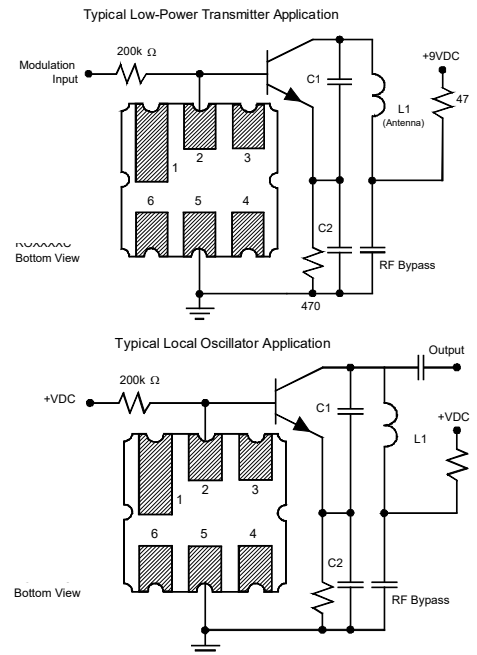 Typical Low-Power Transmitter Application
200k Ω
Modulation
Input
C1
+9VDC
47
L1
(Antenna)
1
2
3
6
5
4
C2
Bottom View
RF Bypass
470
Typical Local Oscillator Application
Output
200k Ω
+VDC
C1
+VDC
L1
1
2
3
6
5
4
C2
Bottom View
RF Bypass